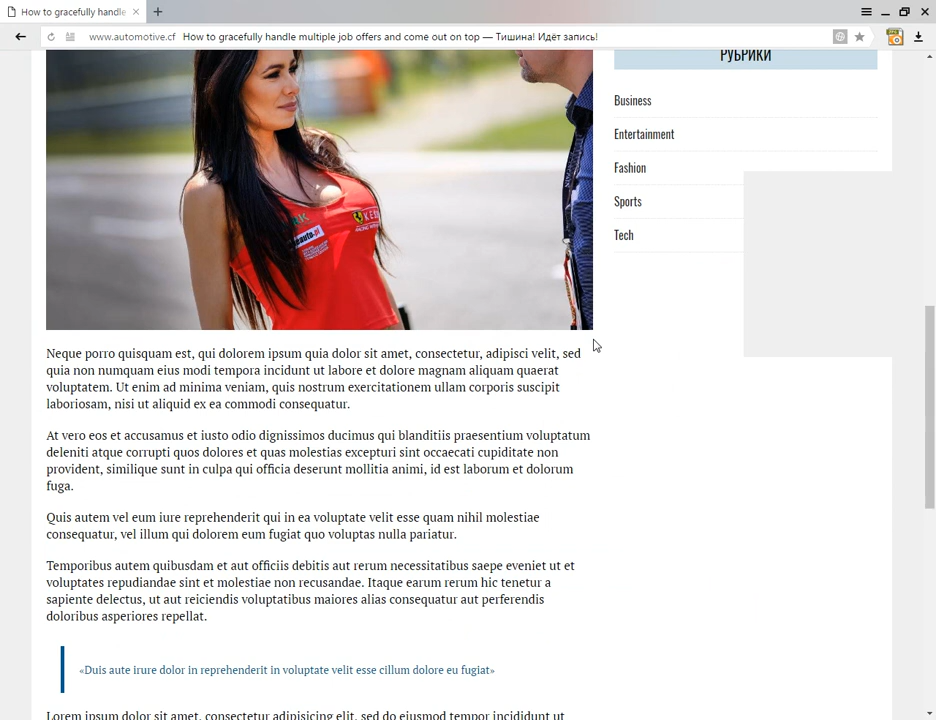 How to gracefully handle
www.automotive.cf How to gracefully handle multiple job offers and come out on top — Тишина! Идёт запись!
РУБРИКИ
Business
Entertainment
Fashion
Sports
Tech
KE
RACING
eauto.pl
Neque porro quisquam est, qui dolorem ipsum quia dolor sit amet, consectetur, adipisci velit, sed
quia non numquam eius modi tempora incidunt ut labore et dolore magnam aliquam quaerat
voluptatem. Ut enim ad minima veniam, quis nostrum exercitationem ullam corporis suscipit
laboriosam, nisi ut aliquid ex ea commodi consequatur.
At vero eos et accusamus et iusto odio dignissimos ducimus qui blanditiis praesentium voluptatum
deleniti atque corrupti quos dolores et quas molestias excepturi sint occaecati cupiditate non
provident, similique sunt in culpa qui officia deserunt mollitia animi, id est laborum et dolorum
fuga.
Quis autem vel eum iure reprehenderit qui in ea voluptate velit esse quam nihil molestiae
consequatur, vel illum qui dolorem eum fugiat quo voluptas nulla pariatur.
Temporibus autem quibusdam et aut officiis debitis aut rerum necessitatibus saepe eveniet ut et
voluptates repudiandae sint et molestiae non recusandae. Itaque earum rerum hic tenetur a
sapiente delectus, ut aut reiciendis voluptatibus maiores alias consequatur aut perferendis
doloribus asperiores repellat.
«Duis aute irure dolor in reprehenderit in voluptate velit esse cillum dolore eu fugiat»
Lorem ipsum dolor sit amet, consectetur adipisicing elit, sed do eiusmod tempor incididunt ut